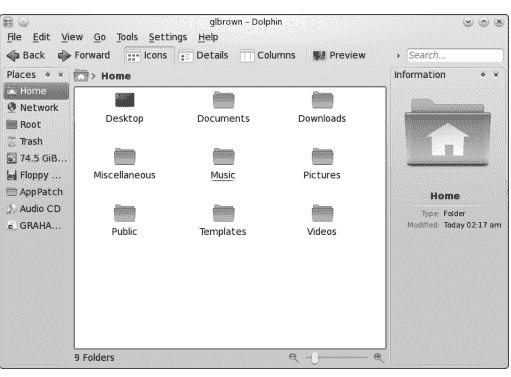 glbrown – Dolphin
File Edit View Go Tools Settings Help
Back Forward Icons Details Columns Preview Search...
Places
Home
Network
Root
Trash
74.5 GiB...
Floppy ...
AppPatch
Audio CD
GRAHA...
> Home
Desktop Documents Downloads
Miscellaneous Music Pictures
Public Templates Videos
9 Folders
Information
Home
Type: Folder
Modified: Today 02:17 am